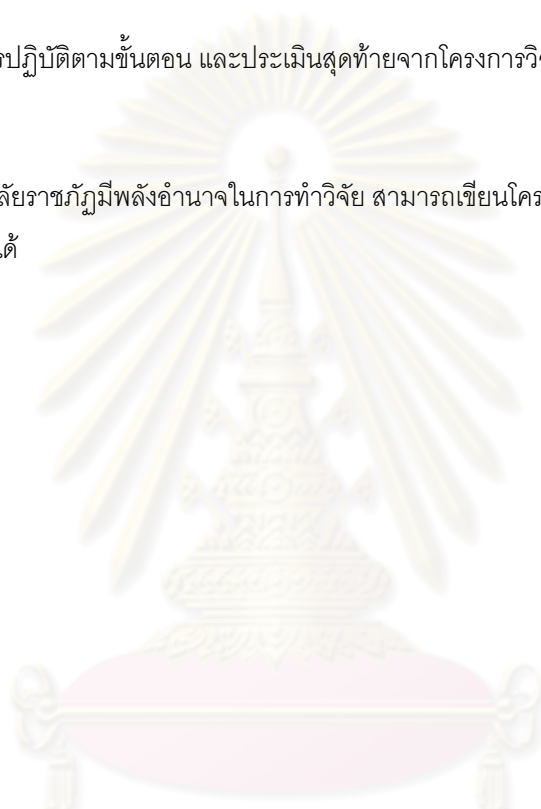 รปฏิบัติตามขั้นตอน และประเมินสุดท้ายจากโครงการวิ
ลัยราชภัฏมีพลังอำนาจในการทำวิจัย สามารถเขียนโคร
ด้